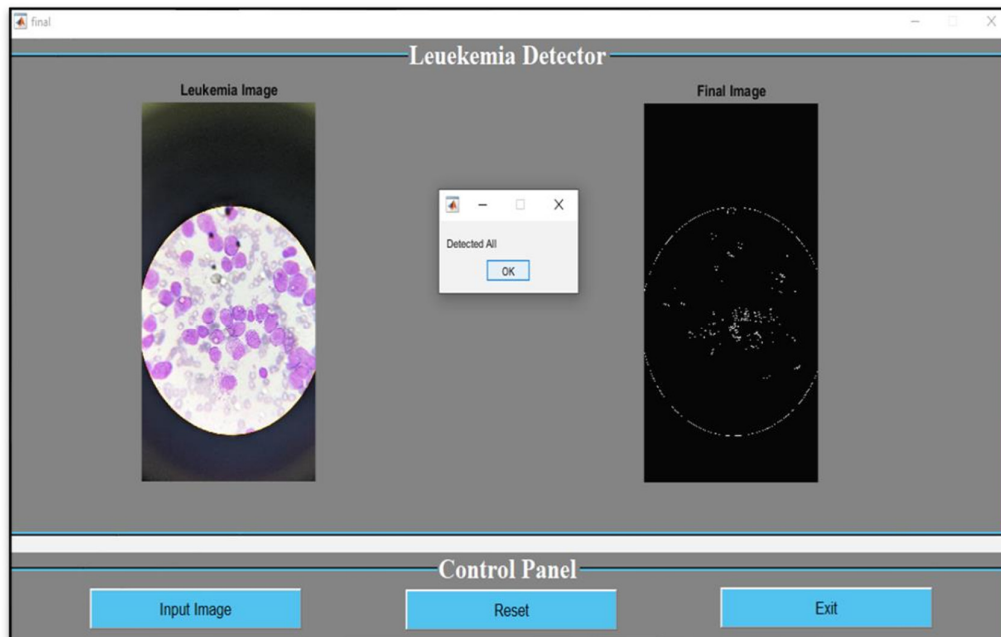 final
Leuekemia Detector
Leukemia Image
Final Image
Detected All
OK
Control Panel
Input Image
Reset
Exit